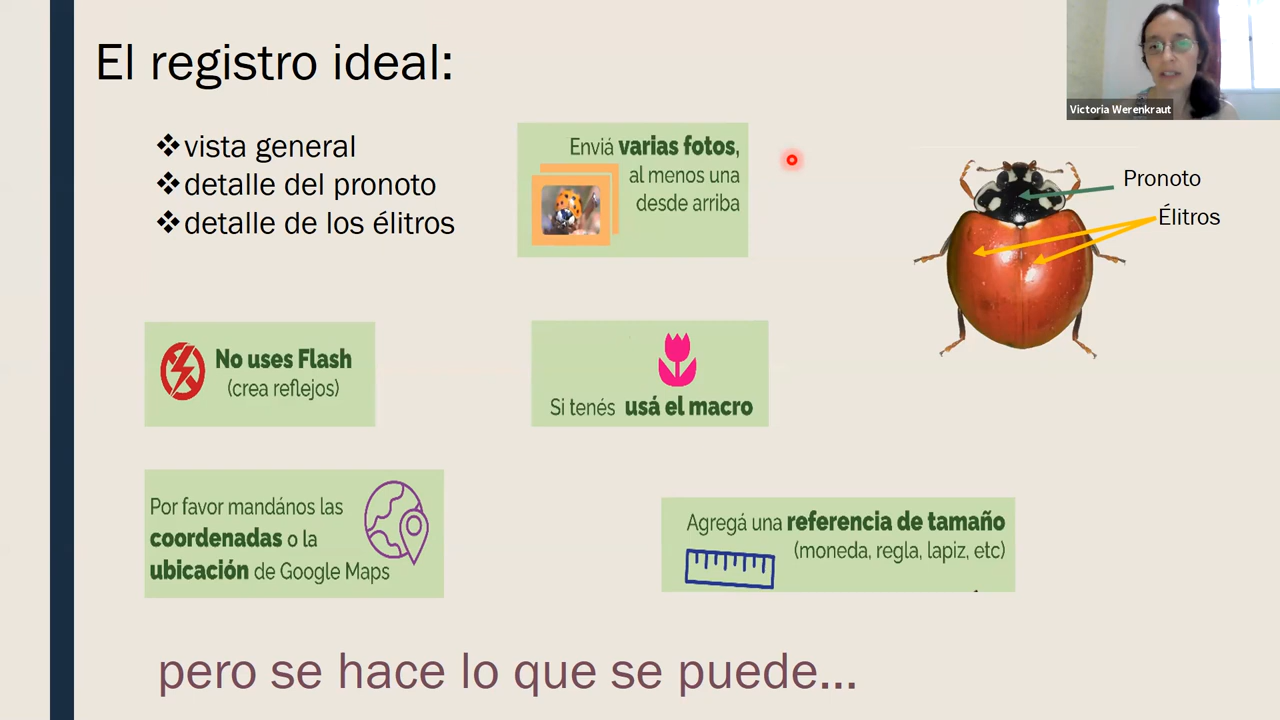 El registro ideal:
Victoria Werenkraut
❖vista general
❖detalle del pronoto
❖detalle de los élitros
Enviá varias fotos,
al menos una
desde arriba
Pronoto
Élitros
No uses Flash
(crea reflejos)
Si tenés usá el macro
Por favor mandános las
coordenadas o la
ubicación de Google Maps
Agregá una referencia de tamaño
(moneda, regla, lapiz, etc)
pero se hace lo que se puede...